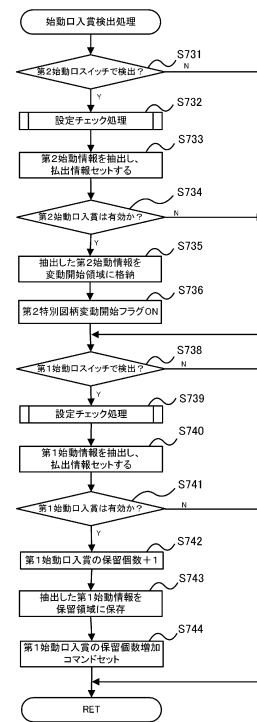 始動口入賞検出処理
S731
第2始動口スイッチで検出?
N
Y
S732
設定チェック処理
S733
第2始動情報を抽出し、
払出情報セットする
S734
第2始動口入賞は有効か?
N
Y
S735
抽出した第2始動情報を
変動開始領域に格納
S736
第2特別図柄変動開始フラグON
S738
第1始動口スイッチで検出?
N
Y
S739
設定チェック処理
S740
第1始動情報を抽出し、
払出情報セットする
S741
第1始動口入賞は有効か?
N
Y
S742
第1始動口入賞の保留個数+1
S743
抽出した第1始動情報を
保留領域に保存
S744
第1始動口入賞の保留個数増加
コマンドセット
RET